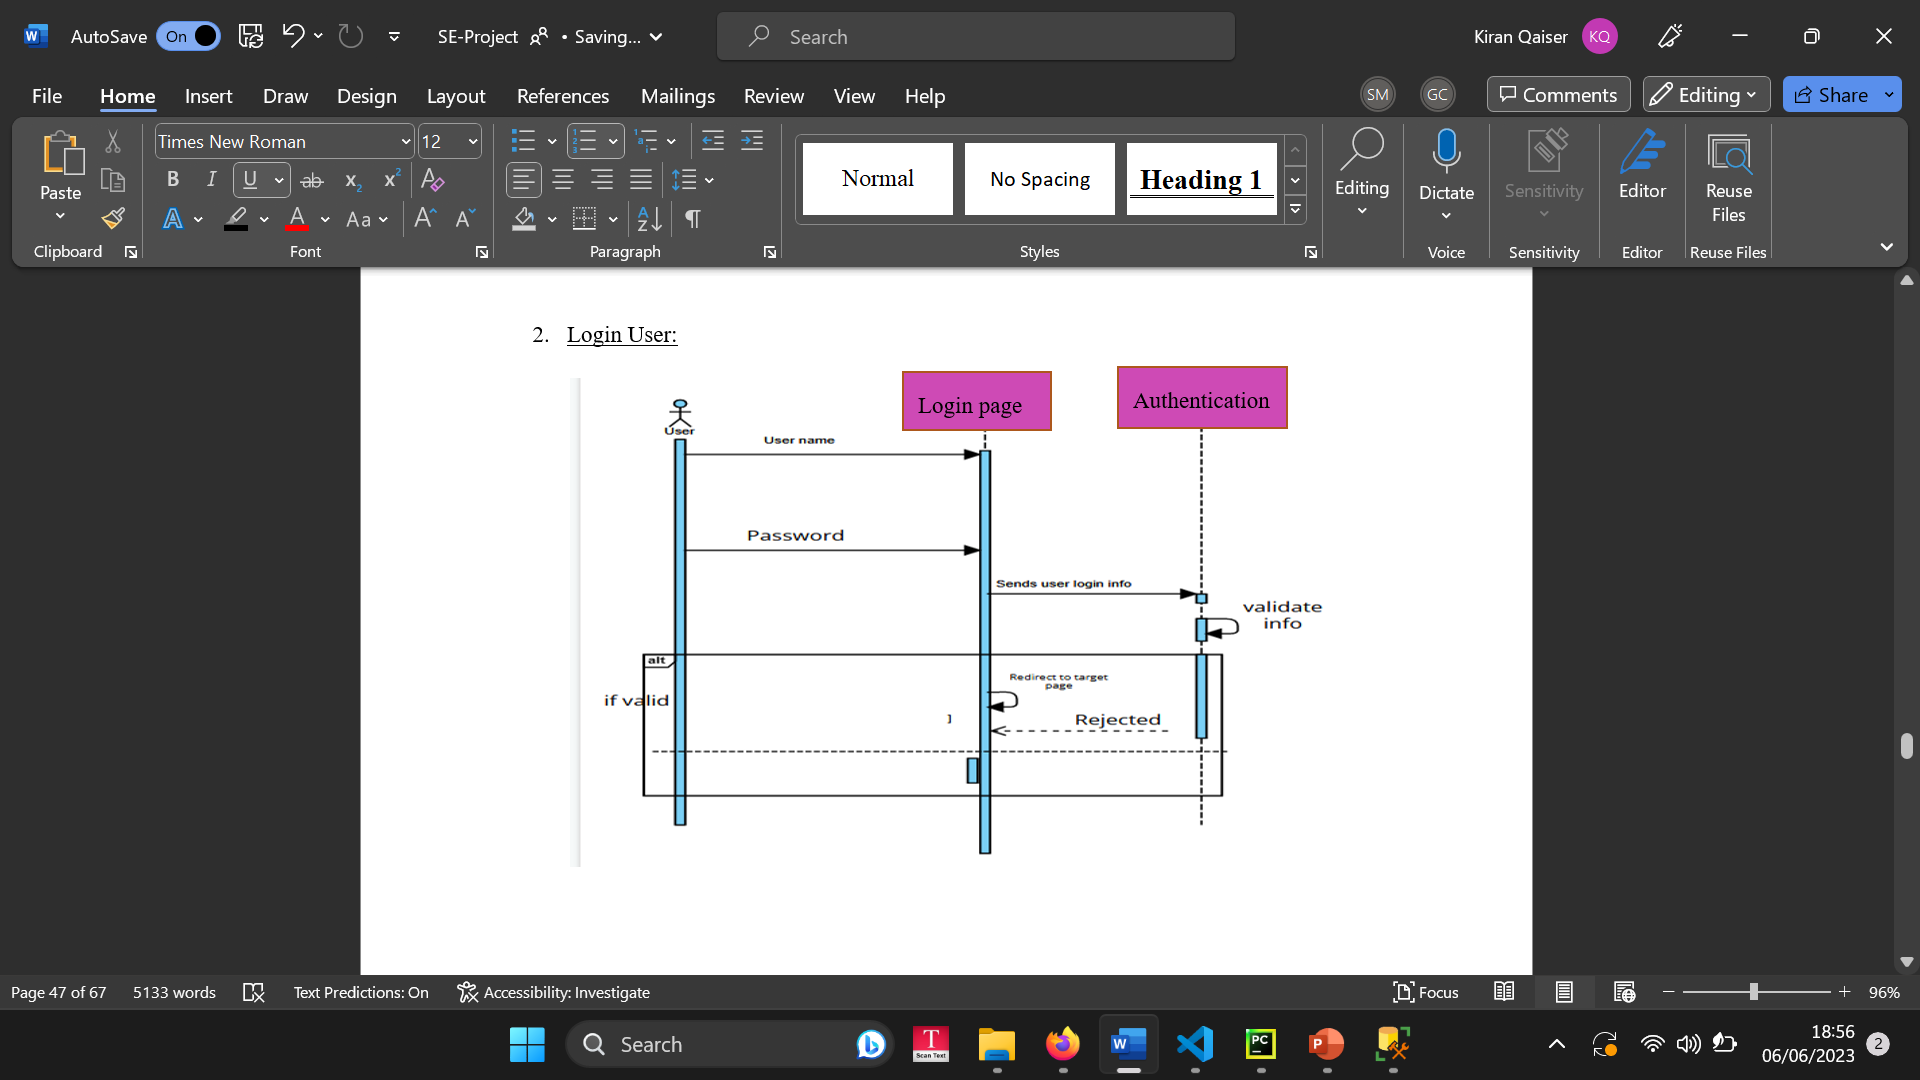 AutoSave On SE-Project • Saving... Search Kiran Qaiser KQ
File Home Insert Draw Design Layout References Mailings Review View Help SM GC Comments Editing Share
Paste
Clipboard
Times New Roman 12
Font
Paragraph
Normal No Spacing Heading 1
Styles
Editing
Dictate
Voice
Sensitivity
Sensitivity
Editor
Editor
Reuse
Files
Reuse Files
2. Login User:
Login page
Authentication
User
User name
Password
Sends user login info
validate
info
alt
Redirect to target
page
if valid
]
Rejected
Page 47 of 67 5133 words Text Predictions: On Accessibility: Investigate Focus 96%
Search
T
Scan Text
18:56
06/06/2023
2